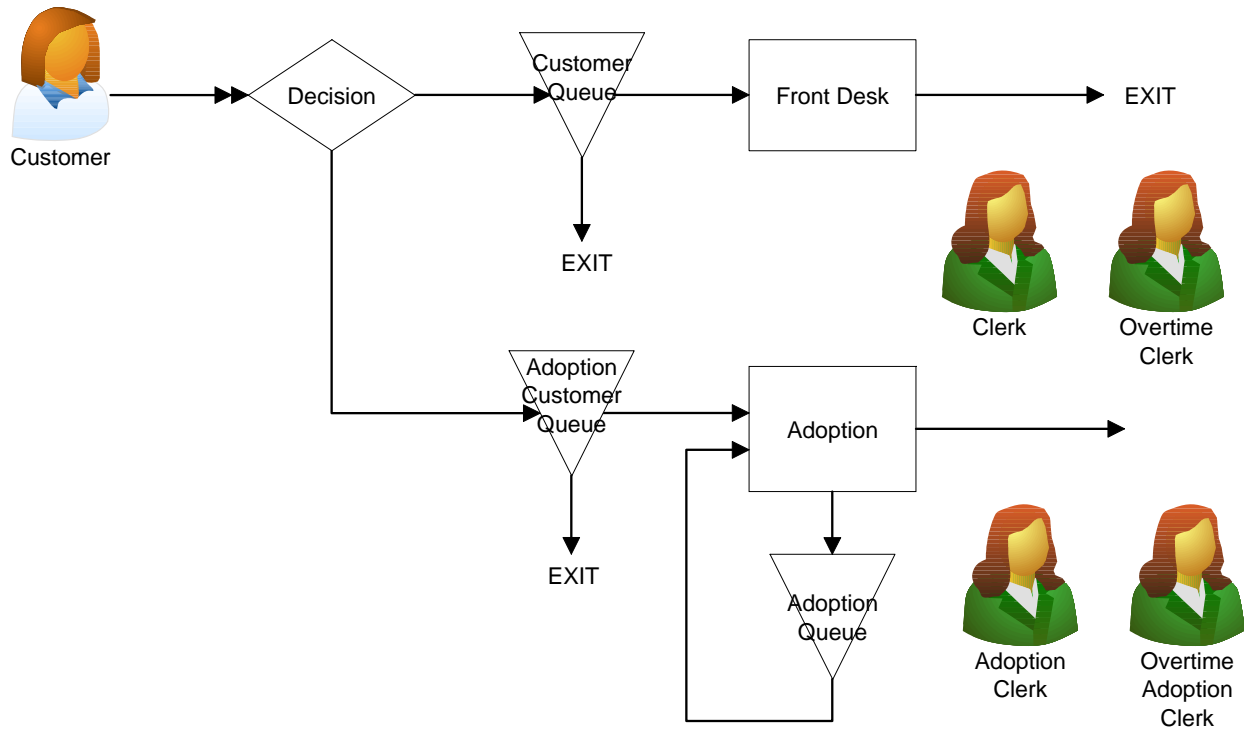 Customer
Decision
Customer
Queue
Front Desk
EXIT
EXIT
Clerk
Overtime
Clerk
Adoption
Customer
Queue
Adoption
EXIT
Adoption
Queue
Adoption
Clerk
Overtime
Adoption
Clerk